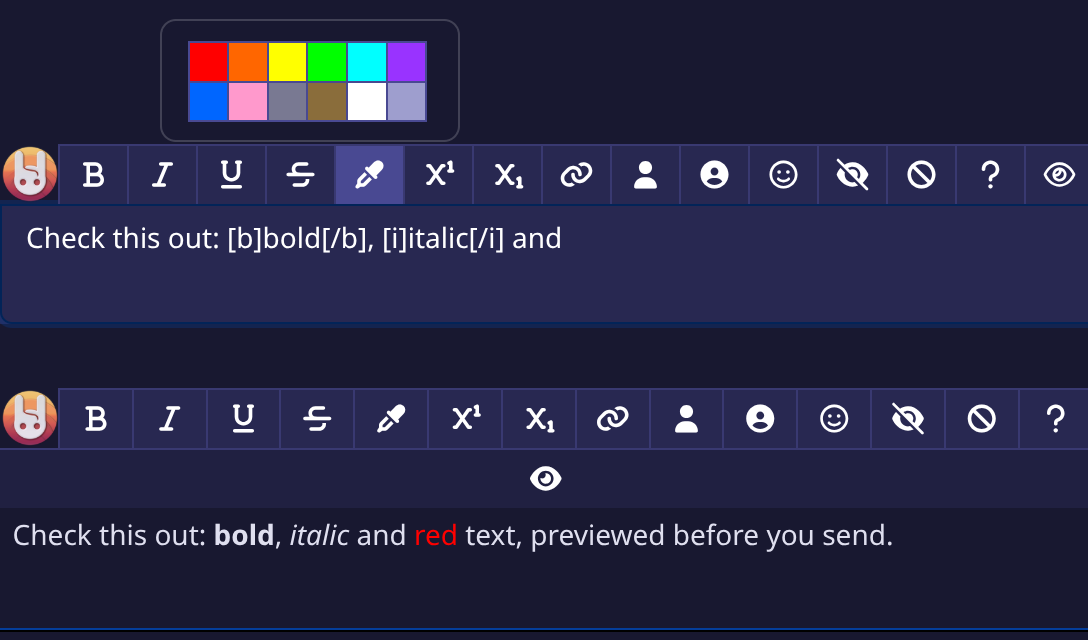 B I U S X¹ X₁ ?
Check this out: [b]bold[/b], [i]italic[/i] and
B I U S X¹ X₁ ?
Check this out: bold, italic and red text, previewed before you send.